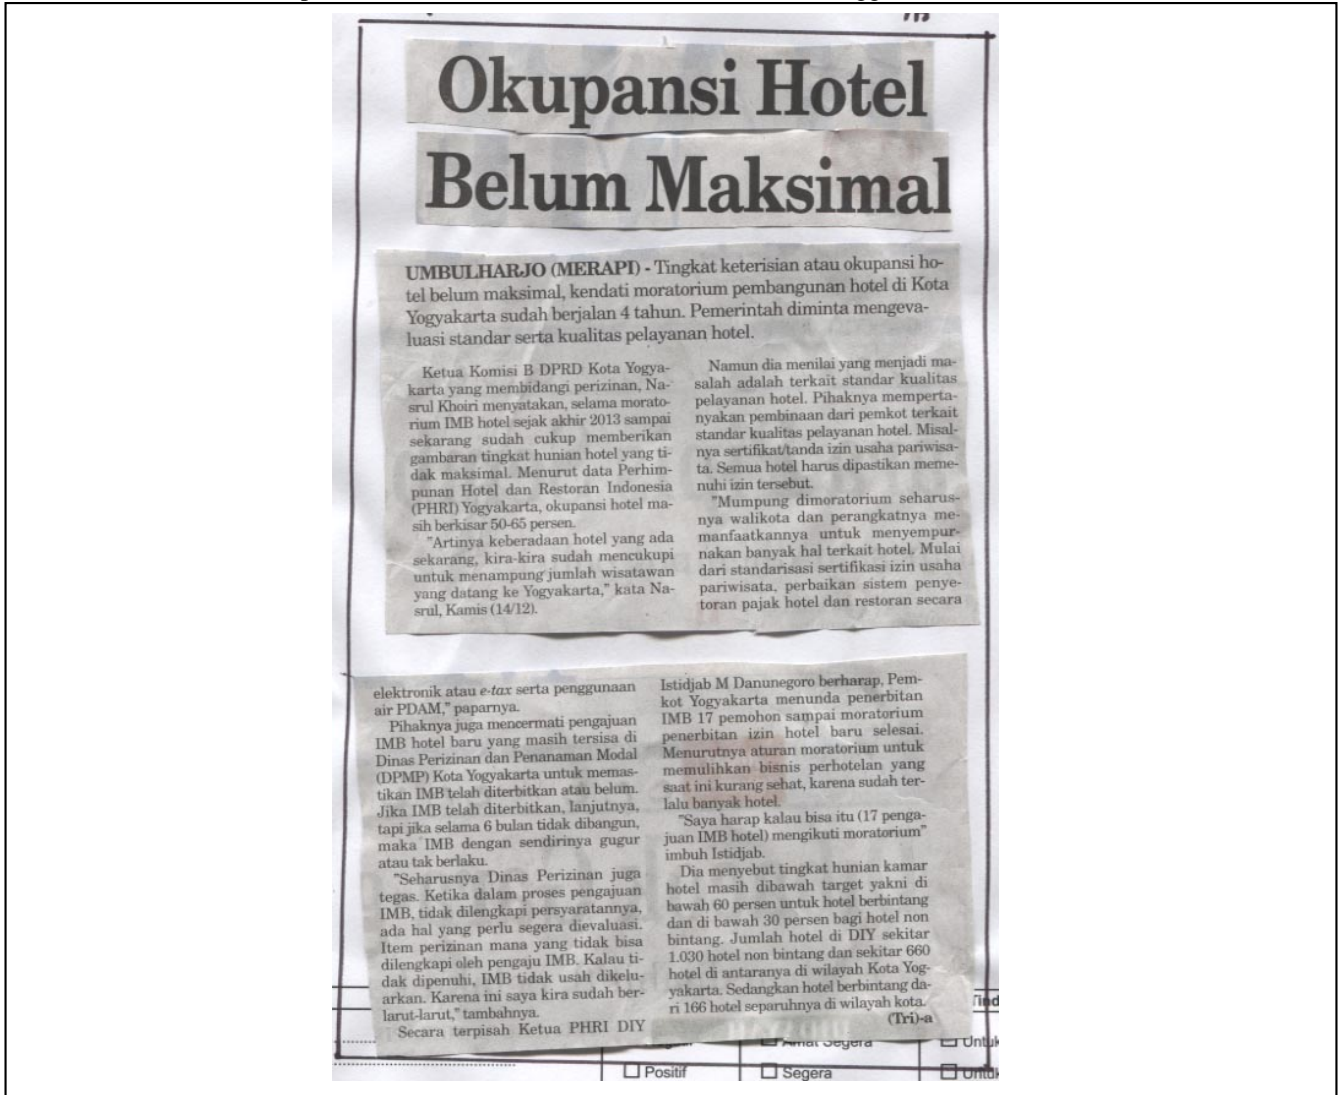 Okupansi Hotel
Belum Maksimal
UMBULHARJO (MERAPI) - Tingkat keterisian atau okupansi ho-
tel belum maksimal, kendati moratorium pembangunan hotel di Kota
Yogyakarta sudah berjalan 4 tahun. Pemerintah diminta mengeva-
luasi standar serta kualitas pelayanan hotel.
Ketua Komisi B DPRD Kota Yogya-
karta yang membidangi perizinan, Na-
srul Khoiri menyatakan, selama morato-
rium IMB hotel sejak akhir 2013 sampai
sekarang sudah cukup memberikan
gambaran tingkat hunian hotel yang ti-
dak maksimal. Menurut data Perhim-
punan Hotel dan Restoran Indonesia
(PHRI) Yogyakarta, okupansi hotel ma-
sih berkisar 50-65 persen.
"Artinya keberadaan hotel yang ada
sekarang, kira-kira sudah mencukupi
untuk menampung jumlah wisatawan
yang datang ke Yogyakarta," kata Na-
srul, Kamis (14/12).
Namun dia menilai yang menjadi ma-
salah adalah terkait standar kualitas
pelayanan hotel. Pihaknya memperta-
nyakan pembinaan dari pemkot terkait
standar kualitas pelayanan hotel. Misal-
nya sertifikat/tanda izin usaha pariwisa-
ta. Semua hotel harus dipastikan meme-
nuhi izin tersebut.
"Mumpung dimoratorium seharus-
nya walikota dan perangkatnya me-
manfaatkannya untuk menyempur-
nakan banyak hal terkait hotel. Mulai
dari standarisasi sertifikasi izin usaha
pariwisata, perbaikan sistem penye-
toran pajak hotel dan restoran secara
elektronik atau e-tax serta penggunaan
air PDAM," paparnya.
Pihaknya juga mencermati pengajuan
IMB hotel baru yang masih tersisa di
Dinas Perizinan dan Penanaman Modal
(DPMP) Kota Yogyakarta untuk memas-
tikan IMB telah diterbitkan atau belum.
Jika IMB telah diterbitkan, lanjutnya,
tapi jika selama 6 bulan tidak dibangun,
maka IMB dengan sendirinya gugur
atau tak berlaku.
"Seharusnya Dinas Perizinan juga
tegas. Ketika dalam proses pengajuan
IMB, tidak dilengkapi persyaratannya,
ada hal yang perlu segera dievaluasi.
Item perizinan mana yang tidak bisa
dilengkapi oleh pengaju IMB. Kalau ti-
dak dipenuhi, IMB tidak usah dikelu-
arkan. Karena ini saya kira sudah ber-
larut-larut," tambahnya.
Secara terpisah Ketua PHRI DIY
Istidjab M Danunegoro berharap, Pem-
kot Yogyakarta menunda penerbitan
IMB 17 pemohon sampai moratorium
penerbitan izin hotel baru selesai.
Menurutnya aturan moratorium untuk
memulihkan bisnis perhotelan yang
saat ini kurang sehat, karena sudah ter-
lalu banyak hotel.
"Saya harap kalau bisa itu (17 penga-
juan IMB hotel) mengikuti moratorium"
imbuh Istidjab.
Dia menyebut tingkat hunian kamar
hotel masih dibawah target yakni di
bawah 60 persen untuk hotel berbintang
dan di bawah 30 persen bagi hotel non
bintang. Jumlah hotel di DIY sekitar
1.030 hotel non bintang dan sekitar 660
hotel di antaranya di wilayah Kota Yog-
yakarta. Sedangkan hotel berbintang da-
ri 166 hotel separuhnya di wilayah kota.
(Tri)-a
Amat Segera
Positif
Segera